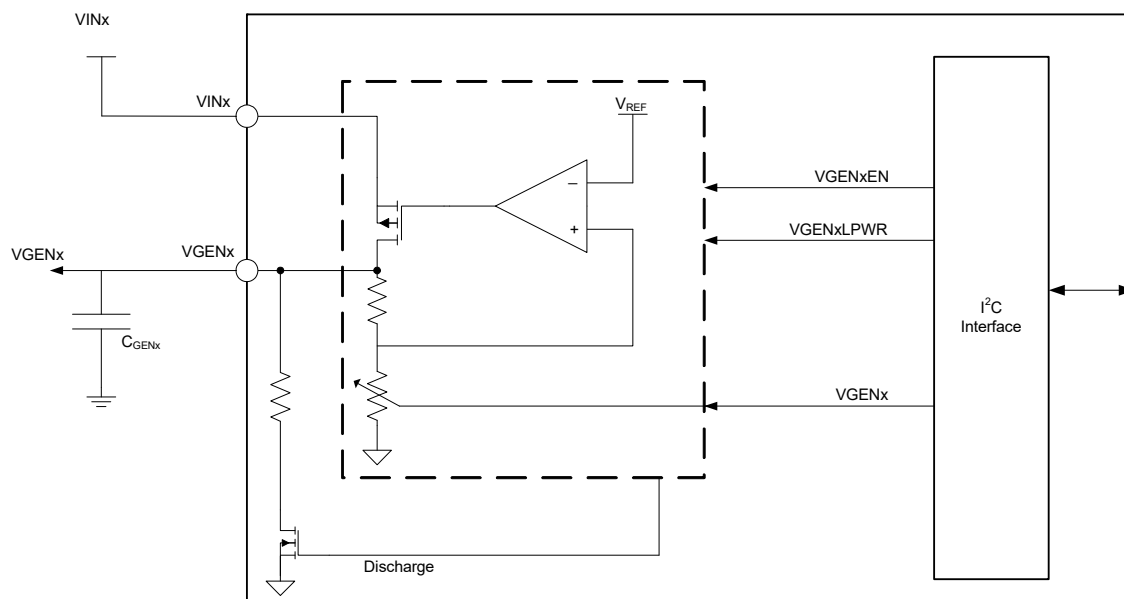 VINx
VINx
VREF
_
+
VGENxEN
VGENxLPWR
VGENx
VGENx
CGENx
I²C
Interface
VGENx
Discharge